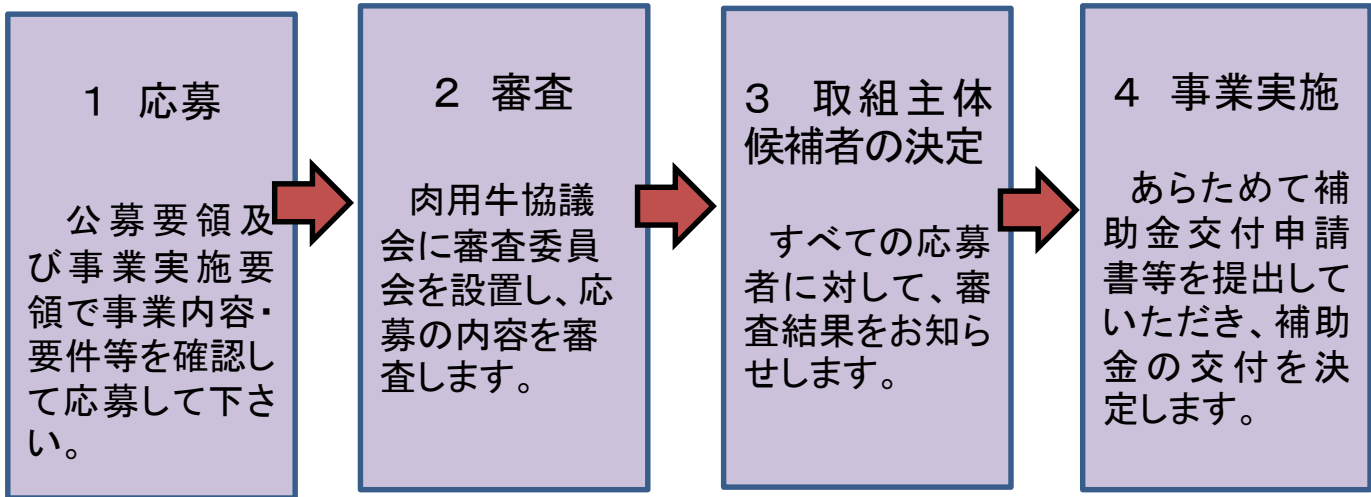 1 応募
公募要領及
び事業実施要
領で事業内容・
要件等を確認し
て応募して下さ
い。
2 審査
肉用牛協議
会に審査委員
会を設置し、応
募の内容を審
査します。
3 取組主体
候補者の決定
すべての応募
者に対して、審
査結果をお知ら
せします。
4 事業実施
あらためて補
助金交付申請
書等を提出して
いただき、補助
金の交付を決
定します。